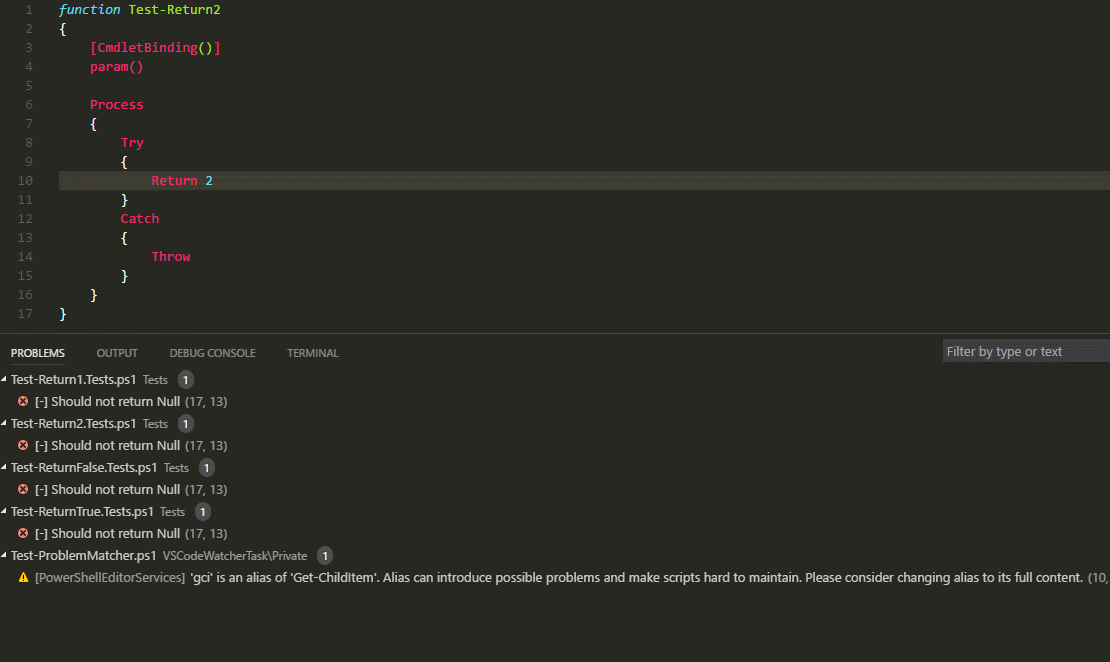 1 function Test-Return2
2 {
3 [CmdletBinding()]
4 param()
5
6 Process
7 {
8 Try
9 {
10 Return 2
11 }
12 Catch
13 {
14 Throw
15 }
16 }
17 }
PROBLEMS OUTPUT DEBUG CONSOLE TERMINAL Filter by type or text
Test-Return1.Tests.ps1 Tests 1
[-] Should not return Null (17, 13)
Test-Return2.Tests.ps1 Tests 1
[-] Should not return Null (17, 13)
Test-ReturnFalse.Tests.ps1 Tests 1
[-] Should not return Null (17, 13)
Test-ReturnTrue.Tests.ps1 Tests 1
[-] Should not return Null (17, 13)
Test-ProblemMatcher.ps1 VSCodeWatcherTask\Private 1
[PowerShellEditorServices] 'gci' is an alias of 'Get-ChildItem'. Alias can introduce possible problems and make scripts hard to maintain. Please consider changing alias to its full content. (10,